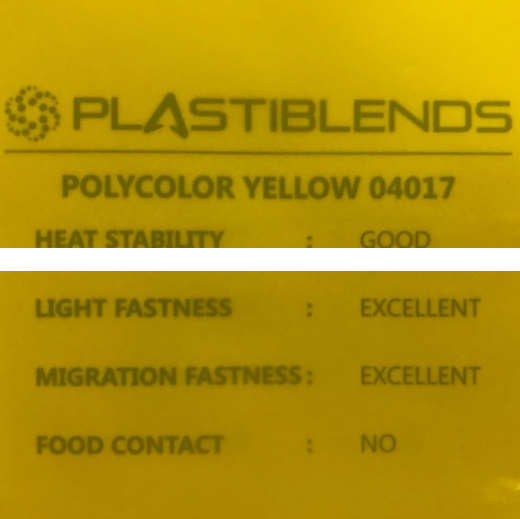 PLASTIBLENDS
POLYCOLOR YELLOW 04017
HEAT STABILITY : GOOD
LIGHT FASTNESS : EXCELLENT
MIGRATION FASTNESS : EXCELLENT
FOOD CONTACT : NO